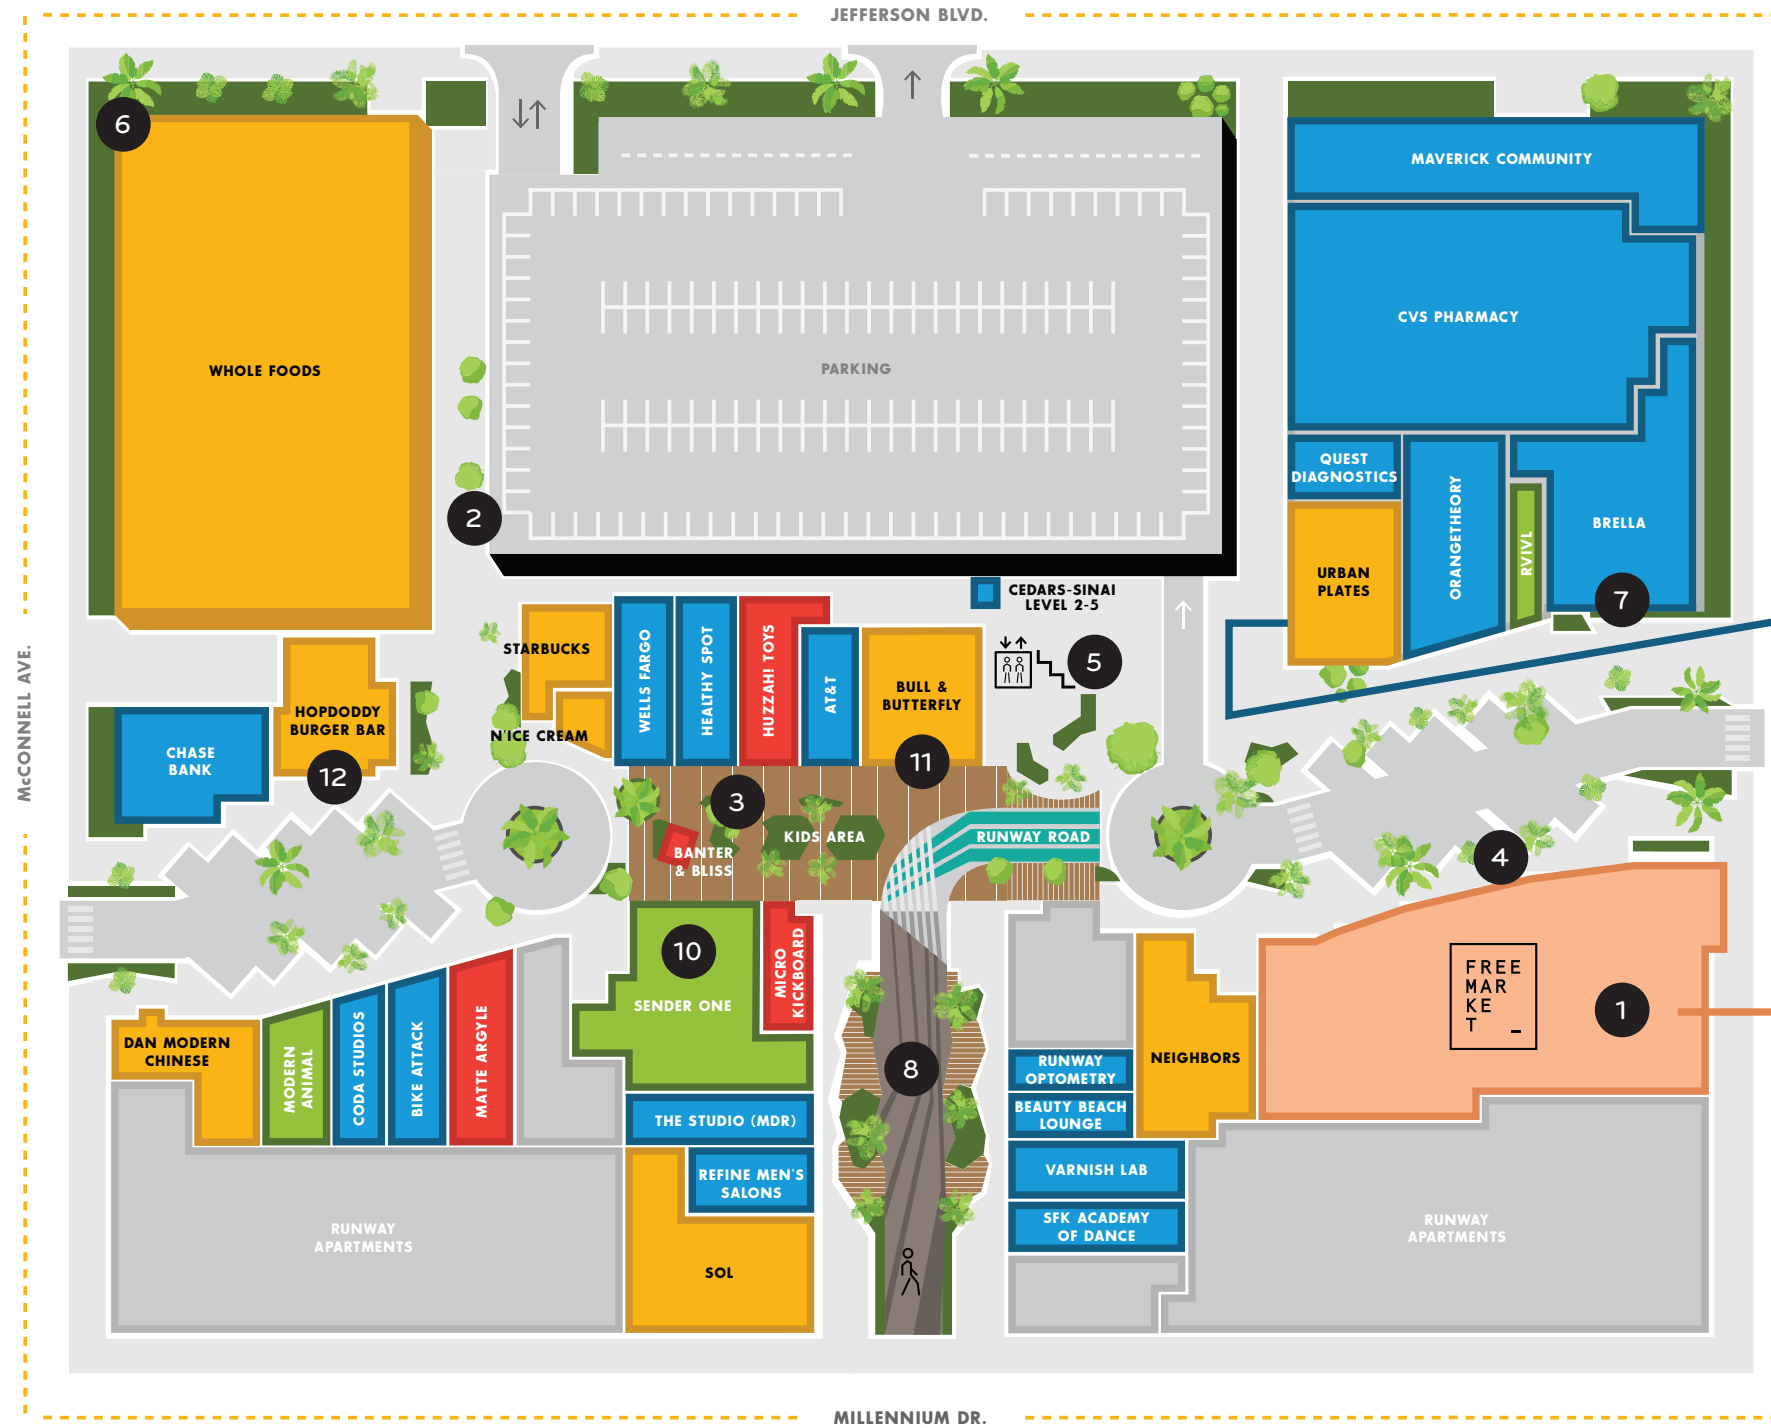 JEFFERSON BLVD.
6
MAVERICK COMMUNITY
CVS PHARMACY
WHOLE FOODS
PARKING
QUEST
DIAGNOSTICS
ORANGETHEORY
RVIVL
BRELLA
2
URBAN
PLATES
7
CEDARS-SINAI
LEVEL 2-5
McCONNELL AVE.
STARBUCKS
WELLS FARGO
HEALTHY SPOT
HUZZAH! TOYS
AT&T
BULL &
BUTTERFLY
5
HOPDODDY
BURGER BAR
N'ICE CREAM
CHASE
BANK
12
11
3
KIDS AREA
RUNWAY ROAD
BANTER
& BLISS
4
10
SENDER ONE
MICRO
KICKBOARD
FREE
MAR
KE
T _
1
DAN MODERN
CHINESE
MODERN
ANIMAL
CODA STUDIOS
BIKE ATTACK
MATTE ARGYLE
8
RUNWAY
OPTOMETRY
NEIGHBORS
THE STUDIO (MDR)
BEAUTY BEACH
LOUNGE
REFINE MEN'S
SALONS
VARNISH LAB
RUNWAY
APARTMENTS
SOL
SFK ACADEMY
OF DANCE
RUNWAY
APARTMENTS
MILLENNIUM DR.